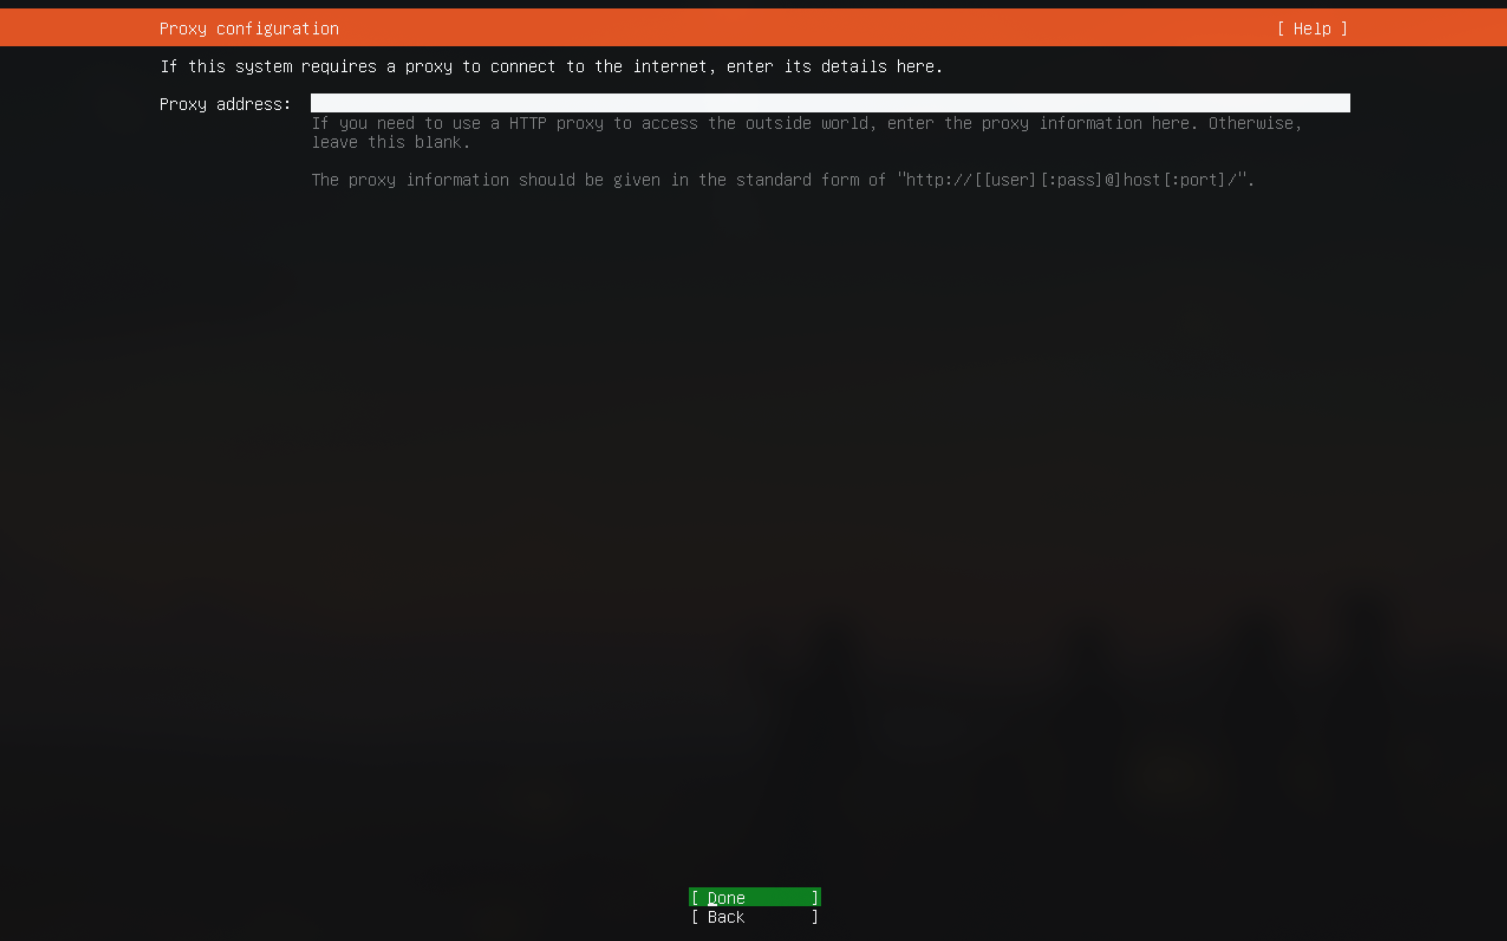 Proxy configuration [ Help ]
If this system requires a proxy to connect to the internet, enter its details here.
Proxy address:
If you need to use a HTTP proxy to access the outside world, enter the proxy information here. Otherwise,
leave this blank.
The proxy information should be given in the standard form of "http://[[user][:pass]@]host[:port]/".
[ Done ]
[ Back ]